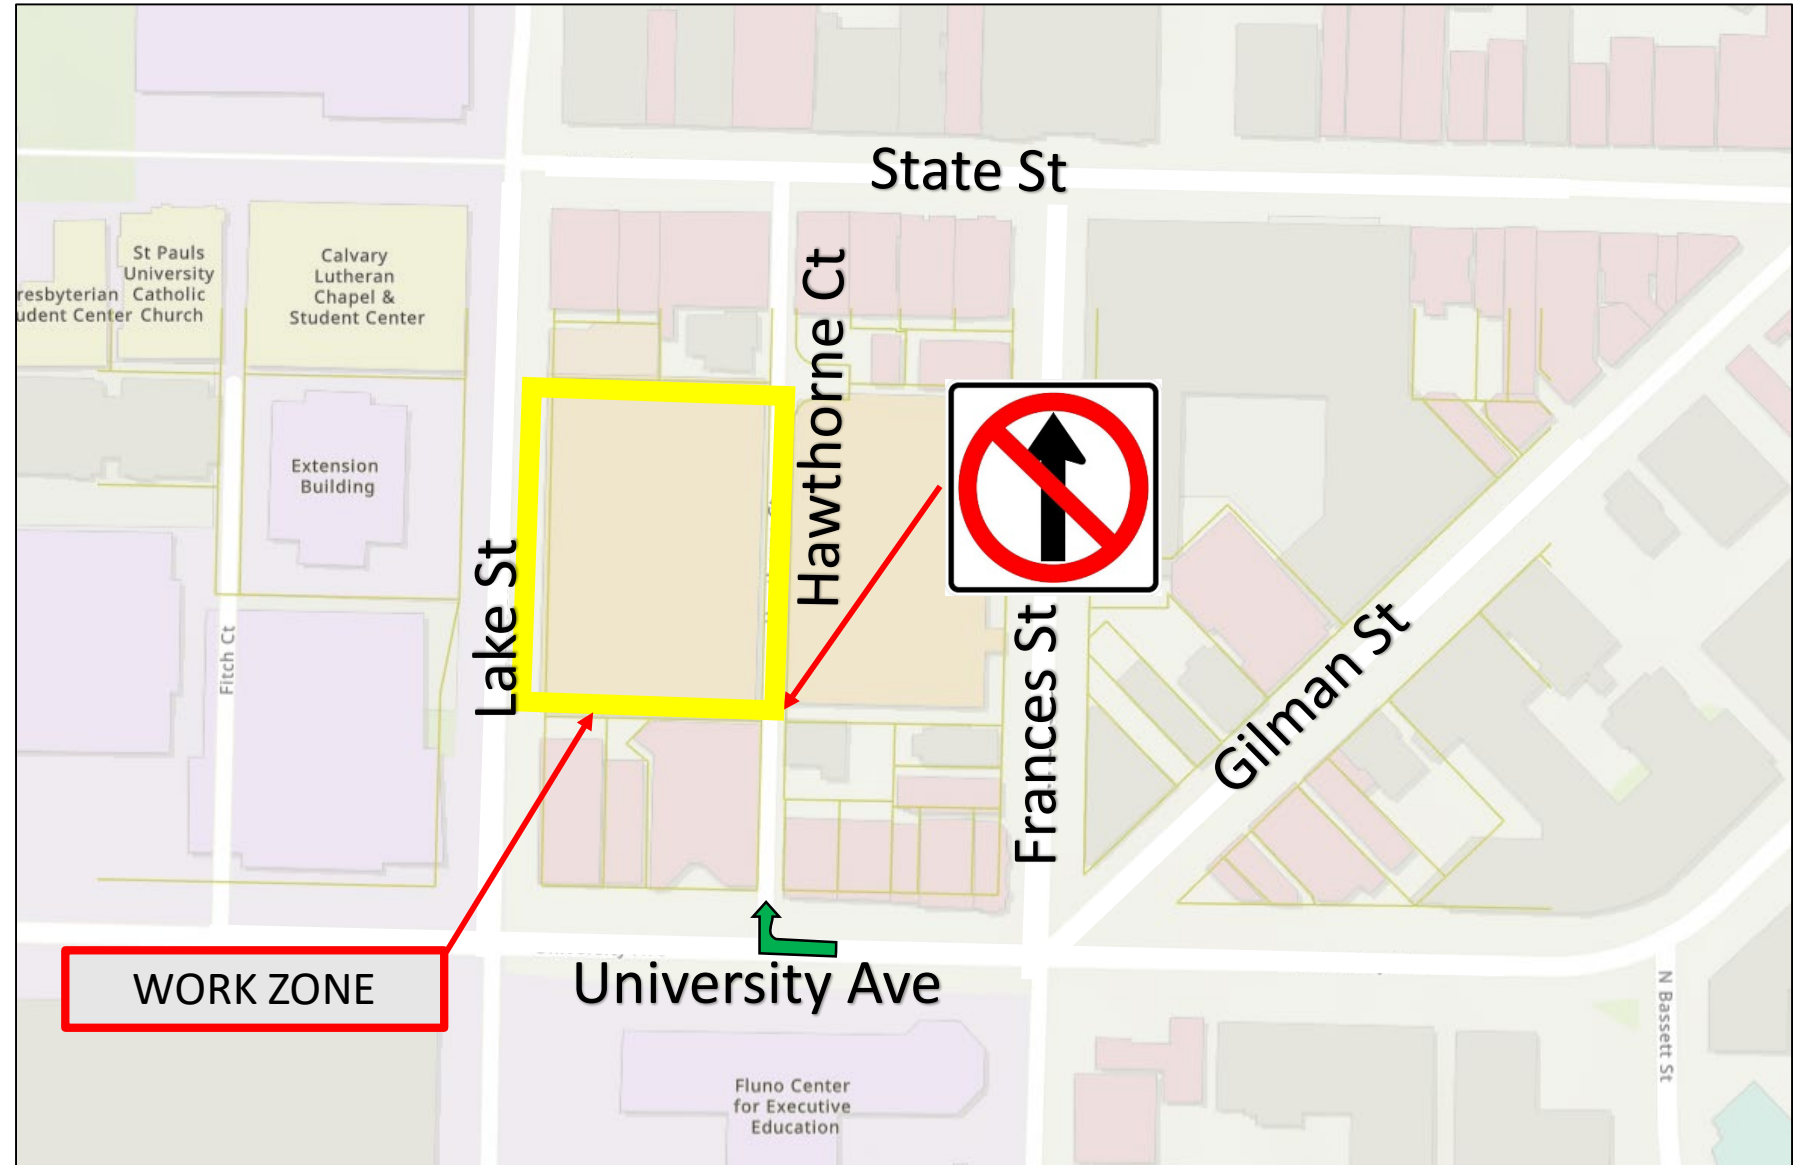 State St
St Pauls
University
Catholic
Church
Calvary
Lutheran
Chapel &
Student Center
resbyterian
udent Center
Hawthorne Ct
Extension
Building
Lake St
Fitch Ct
Frances St
Gilman St
WORK ZONE
University Ave
N Bassett St
Fluno Center
for Executive
Education